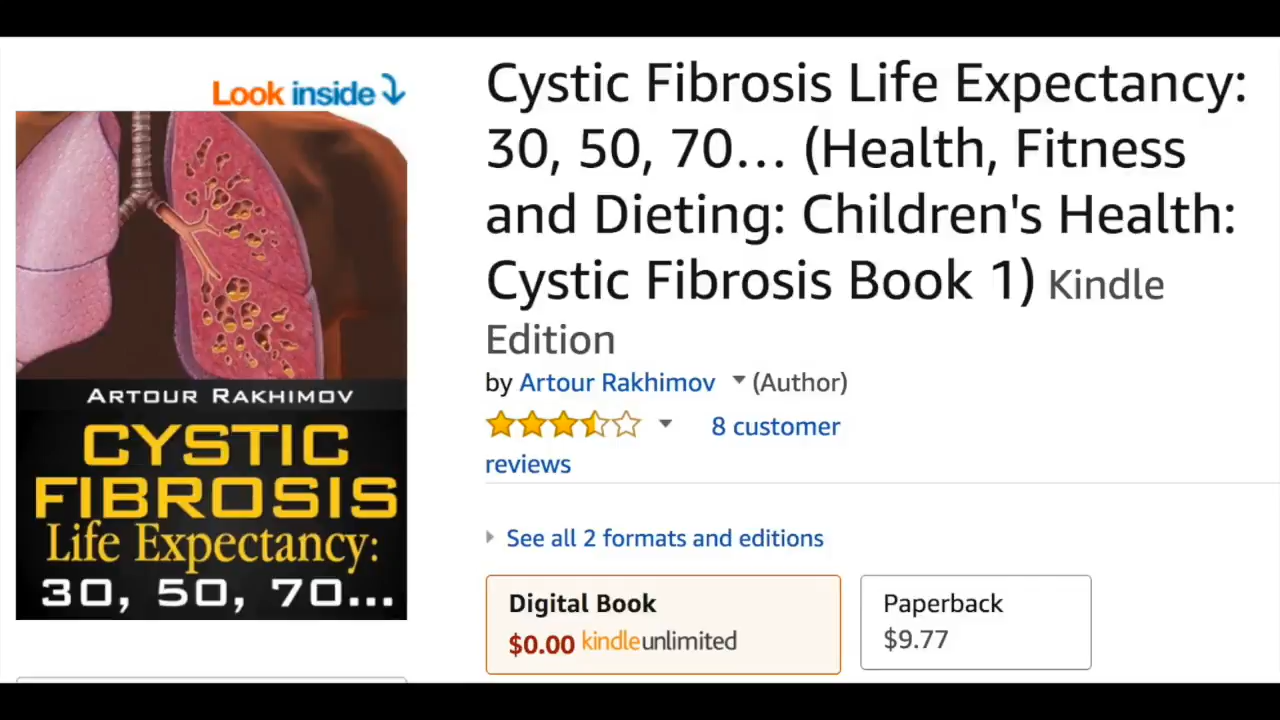 Look inside
ARTOUR RAKHIMOV
CYSTIC
FIBROSIS
Life Expectancy:
30, 50, 70...
Cystic Fibrosis Life Expectancy:
30, 50, 70... (Health, Fitness
and Dieting: Children's Health:
Cystic Fibrosis Book 1) Kindle
Edition
by Artour Rakhimov (Author)
8 customer
reviews
See all 2 formats and editions
Digital Book
$0.00 kindleunlimited
Paperback
$9.77